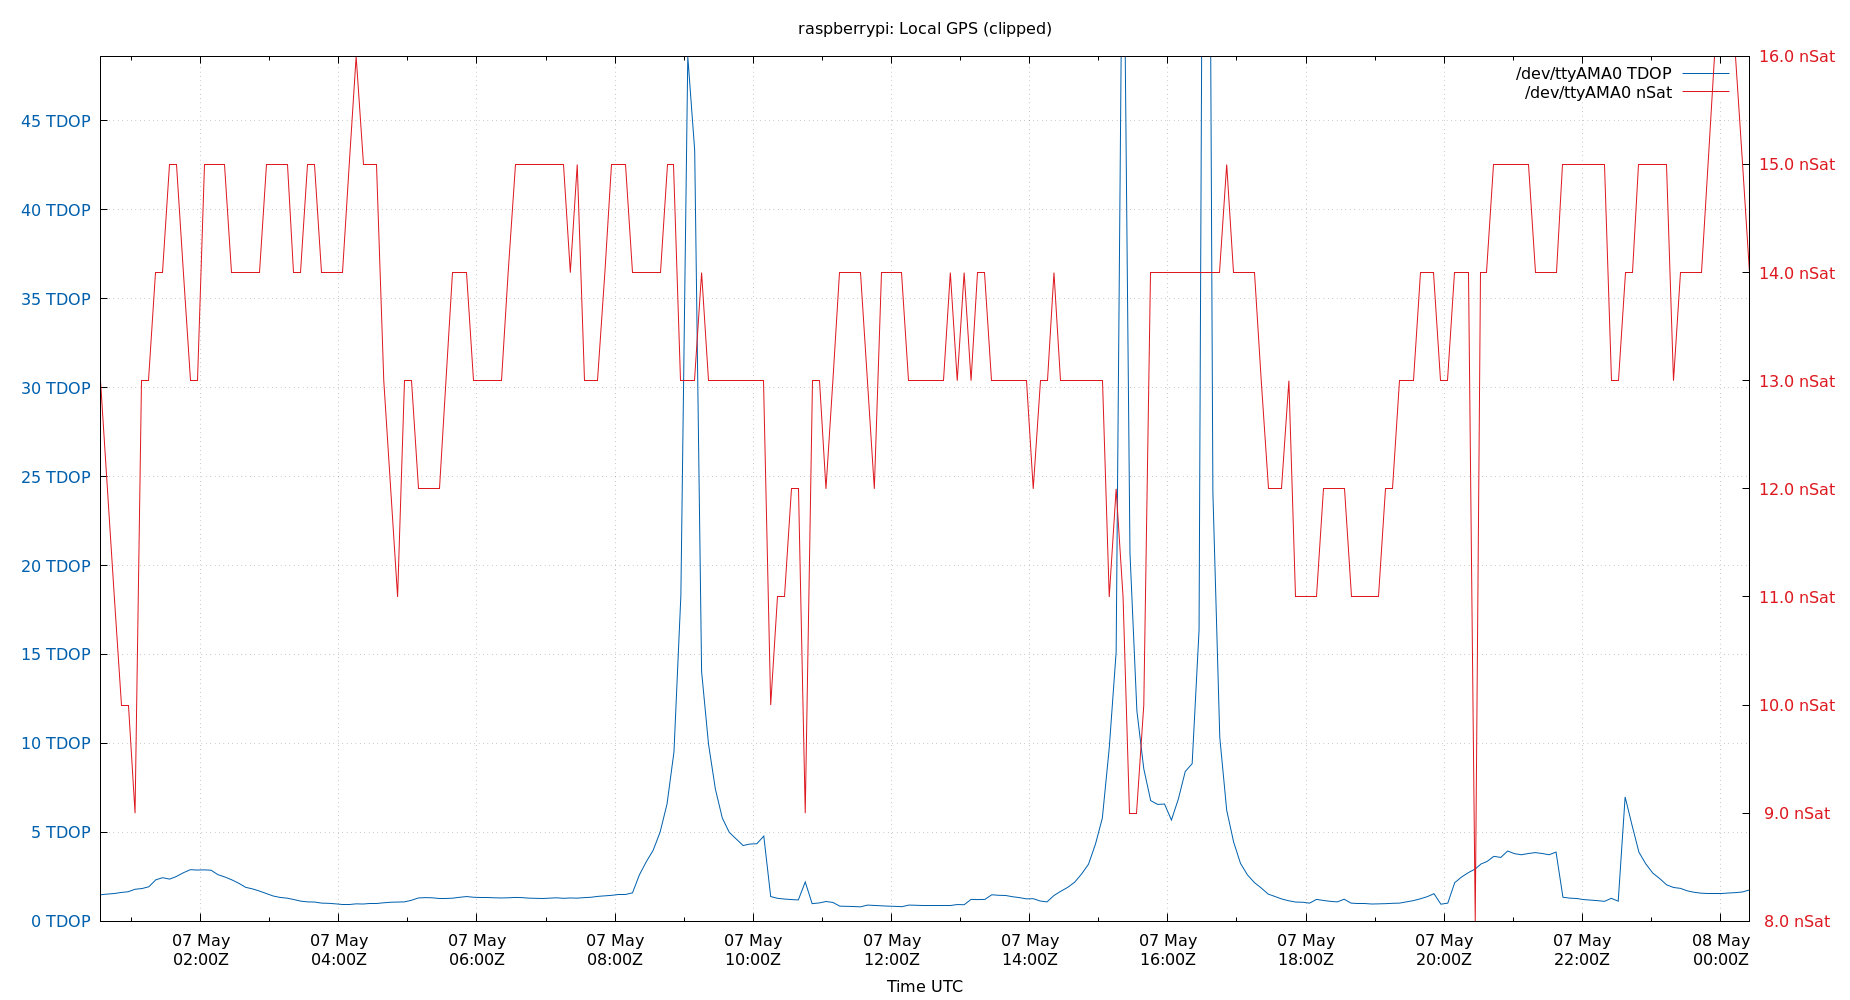 raspberrypi: Local GPS (clipped)
/dev/ttyAMA0 TDOP
/dev/ttyAMA0 nSat
45 TDOP
40 TDOP
35 TDOP
30 TDOP
25 TDOP
20 TDOP
15 TDOP
10 TDOP
5 TDOP
0 TDOP
16.0 nSat
15.0 nSat
14.0 nSat
13.0 nSat
12.0 nSat
11.0 nSat
10.0 nSat
9.0 nSat
8.0 nSat
07 May
02:00Z
07 May
04:00Z
07 May
06:00Z
07 May
08:00Z
07 May
10:00Z
07 May
12:00Z
07 May
14:00Z
07 May
16:00Z
07 May
18:00Z
07 May
20:00Z
07 May
22:00Z
08 May
00:00Z
Time UTC